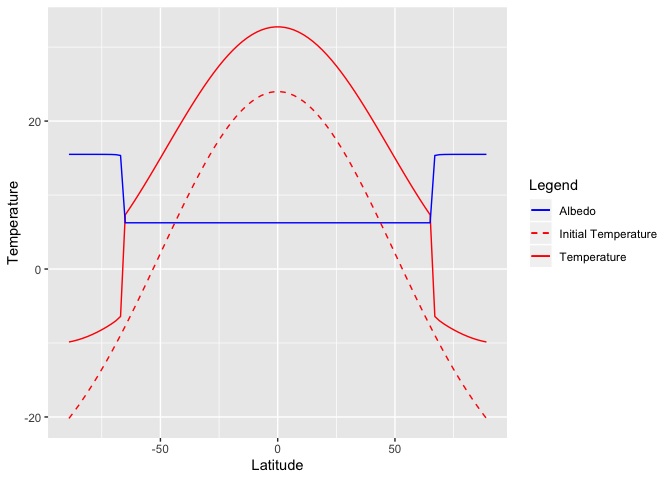 Temperature
20
0
-20
-50
0
50
Latitude
Legend
Albedo
Initial Temperature
Temperature